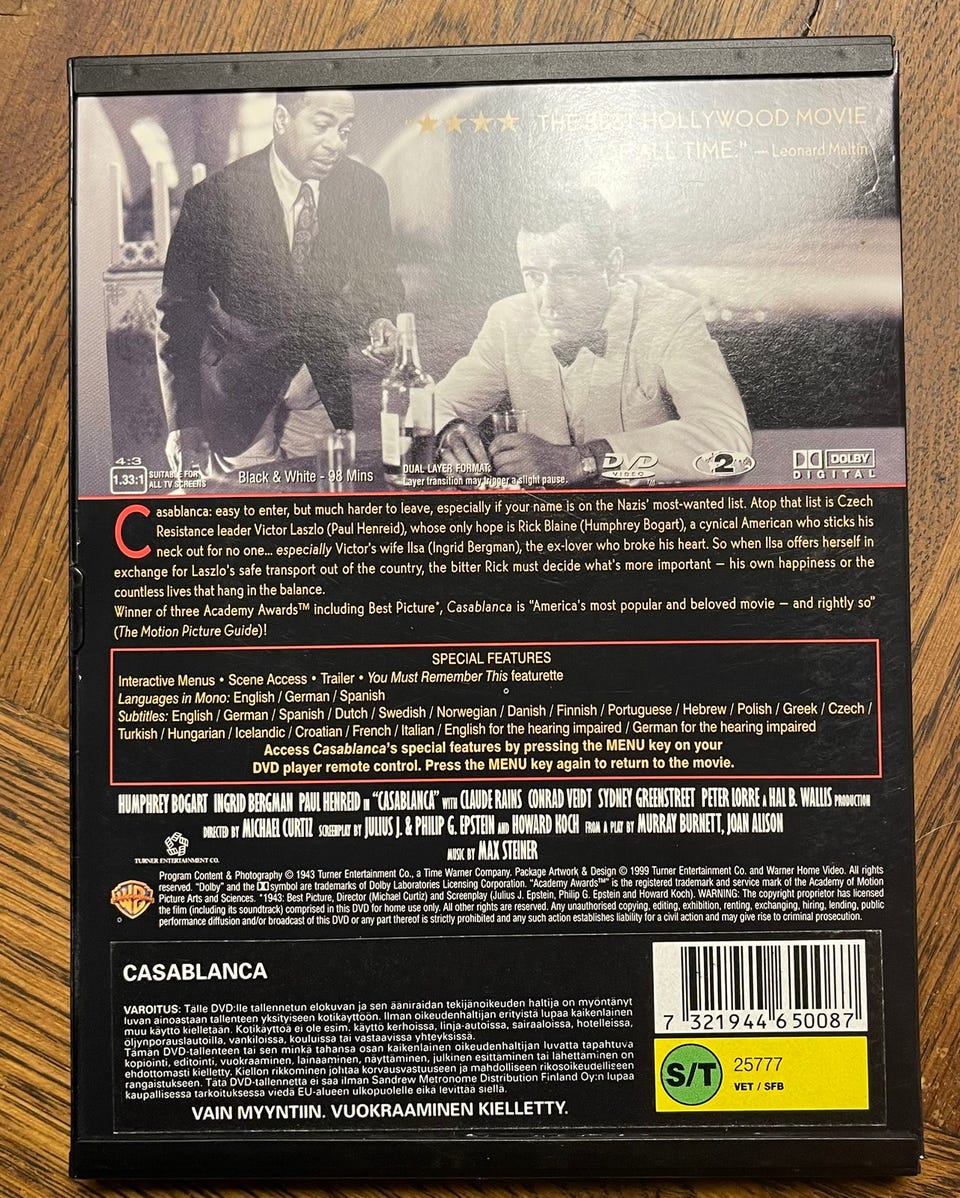 ★★★★ THE BEST HOLLYWOOD MOVIE
OF ALL TIME." – Leonard Maltin
4:3
1.33:1 SUITABLE FOR
ALL TV SCREENS
Black & White - 98 Mins
DUAL LAYER FORMAT:
Layer transition may trigger a slight pause.
DVD
VIDEO
TM
2
DOLBY
DIGITAL
Casablanca: easy to enter, but much harder to leave, especially if your name is on the Nazis' most-wanted list. Atop that list is Czech
Resistance leader Victor Laszlo (Paul Henreid), whose only hope is Rick Blaine (Humphrey Bogart), a cynical American who sticks his
neck out for no one... especially Victor's wife Ilsa (Ingrid Bergman), the ex-lover who broke his heart. So when Ilsa offers herself in
exchange for Laszlo's safe transport out of the country, the bitter Rick must decide what's more important – his own happiness or the
countless lives that hang in the balance.
Winner of three Academy Awards™ including Best Picture*, Casablanca is "America's most popular and beloved movie – and rightly so"
(The Motion Picture Guide)!
SPECIAL FEATURES
Interactive Menus • Scene Access • Trailer • You Must Remember This featurette
Languages in Mono: English / German / Spanish
Subtitles: English / German / Spanish / Dutch / Swedish / Norwegian / Danish / Finnish / Portuguese / Hebrew / Polish / Greek / Czech /
Turkish / Hungarian / Icelandic / Croatian / French / Italian / English for the hearing impaired / German for the hearing impaired
Access Casablanca's special features by pressing the MENU key on your
DVD player remote control. Press the MENU key again to return to the movie.
HUMPHREY BOGART INGRID BERGMAN PAUL HENREID IN "CASABLANCA" WITH CLAUDE RAINS CONRAD VEIDT SYDNEY GREENSTREET PETER LORRE A HAL B. WALLIS PRODUCTION
DIRECTED BY MICHAEL CURTIZ SCREENPLAY BY JULIUS J. & PHILIP G. EPSTEIN AND HOWARD KOCH FROM A PLAY BY MURRAY BURNETT, JOAN ALISON
MUSIC BY MAX STEINER
TURNER ENTERTAINMENT CO.
Program Content & Photography © 1943 Turner Entertainment Co., a Time Warner Company. Package Artwork & Design © 1999 Turner Entertainment Co. and Warner Home Video. All rights
reserved. "Dolby" and the DD symbol are trademarks of Dolby Laboratories Licensing Corporation. "Academy Awards™" is the registered trademark and service mark of the Academy of Motion
Picture Arts and Sciences. *1943: Best Picture, Director (Michael Curtiz) and Screenplay (Julius J. Epstein, Philip G. Epstein and Howard Koch). WARNING: The copyright proprietor has licensed
the film (including its soundtrack) comprised in this DVD for home use only. All other rights are reserved. Any unauthorised copying, editing, exhibition, renting, exchanging, hiring, lending, public
performance diffusion and/or broadcast of this DVD or any part thereof is strictly prohibited and any such action establishes liability for a civil action and may give rise to criminal prosecution.
WB
CASABLANCA
VAROITUS: Tälle DVD:lle tallennetun elokuvan ja sen ääniraidan tekijänoikeuden haltija on myöntänyt
luvan ainoastaan tallenteen yksityiseen kotikäyttöön. Ilman oikeudenhaltijan erityistä lupaa kaikenlainen
muu käyttö kielletään. Kotikäyttöä ei ole esim. käyttö kerhoissa, linja-autoissa, sairaaloissa, hotelleissa,
öljynporauslautoilla, vankiloissa, kouluissa tai vastaavissa yhteyksissä.
Tämän DVD-tallenteen tai sen minkä tahansa osan kaikenlainen oikeudenhaltijan luvatta tapahtuva
kopiointi, editointi, vuokraaminen, lainaaminen, näyttäminen, julkinen esittäminen tai lähettäminen on
ehdottomasti kielletty. Kiellon rikkominen johtaa korvausvastuuseen ja mahdolliseen rikosoikeudelliseen
rangaistukseen. Tätä DVD-tallennetta ei saa ilman Sandrew Metronome Distribution Finland Oy:n lupaa
kaupallisessa tarkoituksessa viedä EU-alueen ulkopuolelle eikä levittää siellä.
VAIN MYYNTIIN. VUOKRAAMINEN KIELLETTY.
7 321944 650087
S/T
25777
VET / SFB